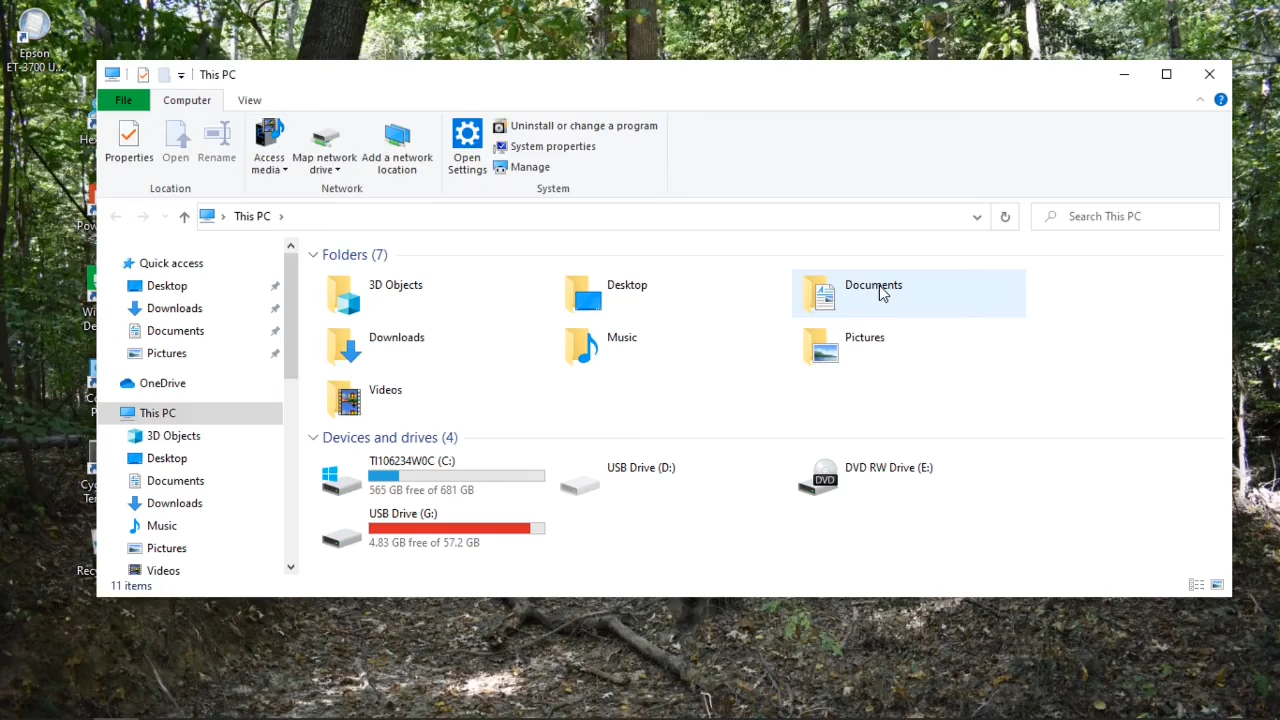 Epson
ET-3700 U...
This PC
File
Computer
View
Properties
Open
Rename
Access
media
Map network
drive
Add a network
location
Open
Settings
Uninstall or change a program
System properties
Manage
Location
Network
System
This PC
Search This PC
Quick access
Desktop
Downloads
Documents
Pictures
OneDrive
This PC
3D Objects
Desktop
Documents
Downloads
Music
Pictures
Videos
Folders (7)
3D Objects
Desktop
Documents
Downloads
Music
Pictures
Videos
Devices and drives (4)
TI106234W0C (C:)
565 GB free of 681 GB
USB Drive (D:)
DVD RW Drive (E:)
DVD
USB Drive (G:)
4.83 GB free of 57.2 GB
11 items